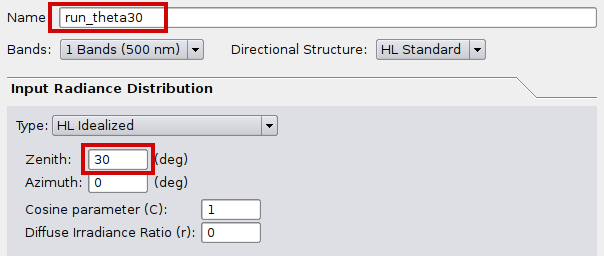 Name run_theta30
Bands: 1 Bands (500 nm) Directional Structure: HL Standard
Input Radiance Distribution
Type: HL Idealized
Zenith: 30 (deg)
Azimuth: 0 (deg)
Cosine parameter (C): 1
Diffuse Irradiance Ratio (r): 0